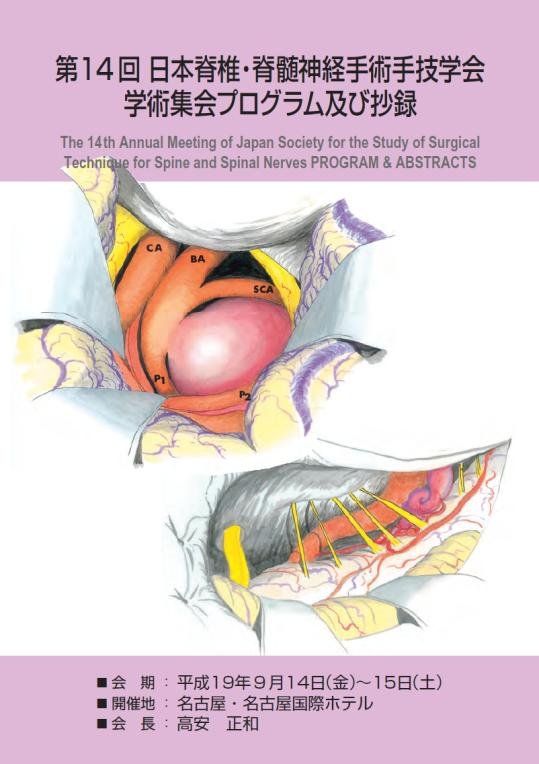 第14回 日本脊椎・脊髄神経手術手技学会
学術集会プログラム及び抄録
The 14th Annual Meeting of Japan Society for the Study of Surgical
Technique for Spine and Spinal Nerves PROGRAM & ABSTRACTS
CA
BA
SCA
P1
P2
■会　期：平成19年9月14日(金)～15日(土)
■開催地：名古屋・名古屋国際ホテル
■会　長：高安　正和